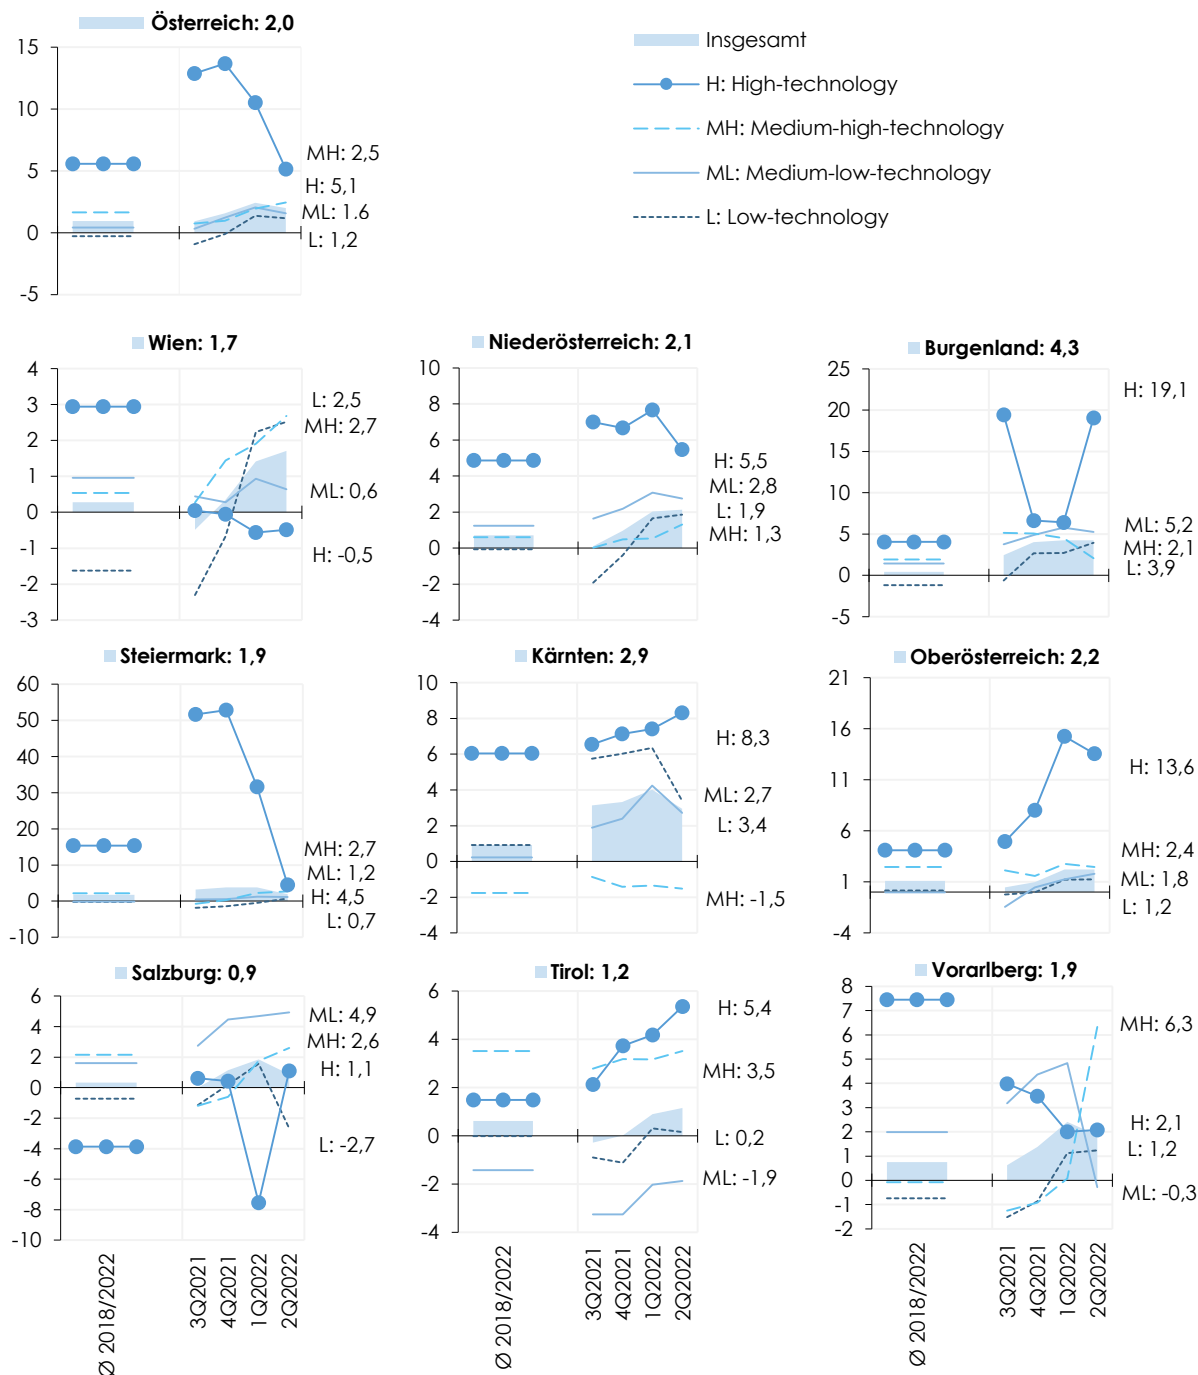 Österreich: 2,0
15
10
5
0
-5
MH: 2,5
H: 5,1
ML: 1,6
L: 1,2
Insgesamt
H: High-technology
MH: Medium-high-technology
ML: Medium-low-technology
L: Low-technology
Wien: 1,7
4
3
2
1
0
-1
-2
-3
L: 2,5
MH: 2,7
ML: 0,6
H: -0,5
Niederösterreich: 2,1
10
8
6
4
2
0
-2
-4
H: 5,5
ML: 2,8
L: 1,9
MH: 1,3
Burgenland: 4,3
25
20
15
10
5
0
-5
H: 19,1
ML: 5,2
MH: 2,1
L: 3,9
Steiermark: 1,9
60
50
40
30
20
10
0
-10
MH: 2,7
ML: 1,2
H: 4,5
L: 0,7
Kärnten: 2,9
10
8
6
4
2
0
-2
-4
H: 8,3
ML: 2,7
L: 3,4
MH: -1,5
Oberösterreich: 2,2
21
16
11
6
1
-4
H: 13,6
MH: 2,4
ML: 1,8
L: 1,2
Salzburg: 0,9
6
4
2
0
-2
-4
-6
-8
-10
ML: 4,9
MH: 2,6
H: 1,1
L: -2,7
Ø 2018/2022
3Q2021
4Q2021
1Q2022
2Q2022
Tirol: 1,2
6
4
2
0
-2
-4
H: 5,4
MH: 3,5
L: 0,2
ML: -1,9
Ø 2018/2022
3Q2021
4Q2021
1Q2022
2Q2022
Vorarlberg: 1,9
8
7
6
5
4
3
2
1
0
-1
-2
MH: 6,3
H: 2,1
L: 1,2
ML: -0,3
Ø 2018/2022
3Q2021
4Q2021
1Q2022
2Q2022